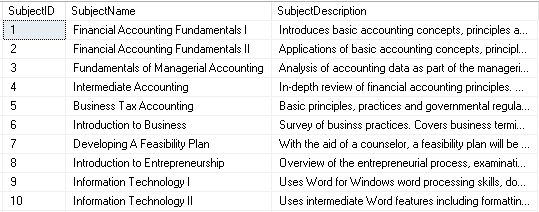 SubjectID SubjectName SubjectDescription
1 Financial Accounting Fundamentals I Introduces basic accounting concepts, principles a...
2 Financial Accounting Fundamentals II Applications of basic accounting concepts, principl...
3 Fundamentals of Managerial Accounting Analysis of accounting data as part of the manageri...
4 Intermediate Accounting In-depth review of financial accounting principles. ...
5 Business Tax Accounting Basic principles, practices and governmental regula...
6 Introduction to Business Survey of businss practices. Covers business termi...
7 Developing A Feasibility Plan With the aid of a counselor, a feasibility plan will be ...
8 Introduction to Entrepreneurship Overview of the entrepreneurial process, examinati...
9 Information Technology I Uses Word for Windows word processing skills, do...
10 Information Technology II Uses intermediate Word features including formattin...